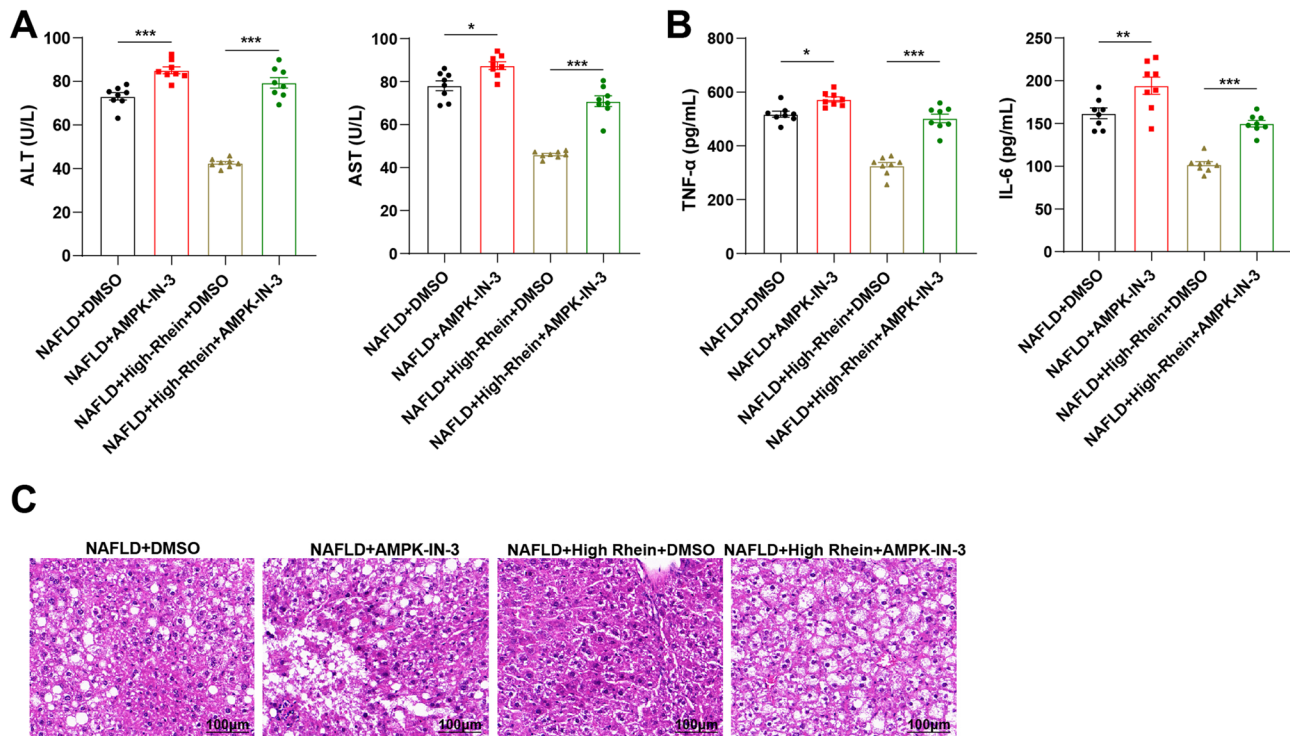 A
B
100
80
60
40
20
0
ALT (U/L)
***
***
NAFLD+DMSO
NAFLD+AMPK-IN-3
NAFLD+High-Rhein+DMSO
NAFLD+High-Rhein+AMPK-IN-3
100
80
60
40
20
0
AST (U/L)
*
***
NAFLD+DMSO
NAFLD+AMPK-IN-3
NAFLD+High-Rhein+DMSO
NAFLD+High-Rhein+AMPK-IN-3
800
600
400
200
0
TNF-α (pg/mL)
*
***
NAFLD+DMSO
NAFLD+AMPK-IN-3
NAFLD+High-Rhein+DMSO
NAFLD+High-Rhein+AMPK-IN-3
250
200
150
100
50
0
IL-6 (pg/mL)
**
***
NAFLD+DMSO
NAFLD+AMPK-IN-3
NAFLD+High-Rhein+DMSO
NAFLD+High-Rhein+AMPK-IN-3
C
NAFLD+DMSO
NAFLD+AMPK-IN-3
NAFLD+High Rhein+DMSO
NAFLD+High Rhein+AMPK-IN-3
100μm
100μm
100μm
100μm